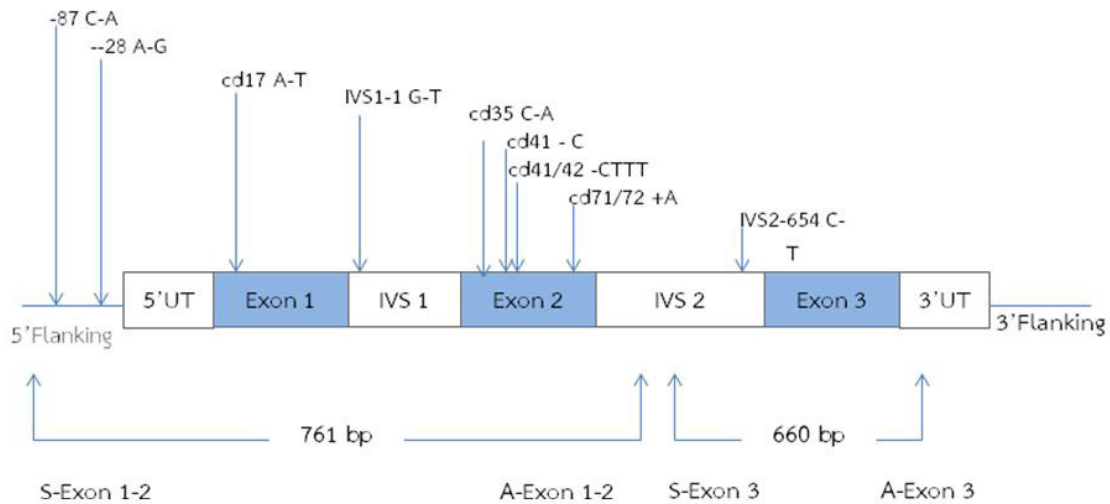 -87 C-A
--28 A-G
cd17 A-T
IVS1-1 G-T
cd35 C-A
cd41 - C
cd41/42 -CTTT
cd71/72 +A
IVS2-654 C-
T
5'UT
Exon 1
IVS 1
Exon 2
IVS 2
Exon 3
3'UT
5'Flanking
3'Flanking
761 bp
660 bp
S-Exon 1-2
A-Exon 1-2
S-Exon 3
A-Exon 3